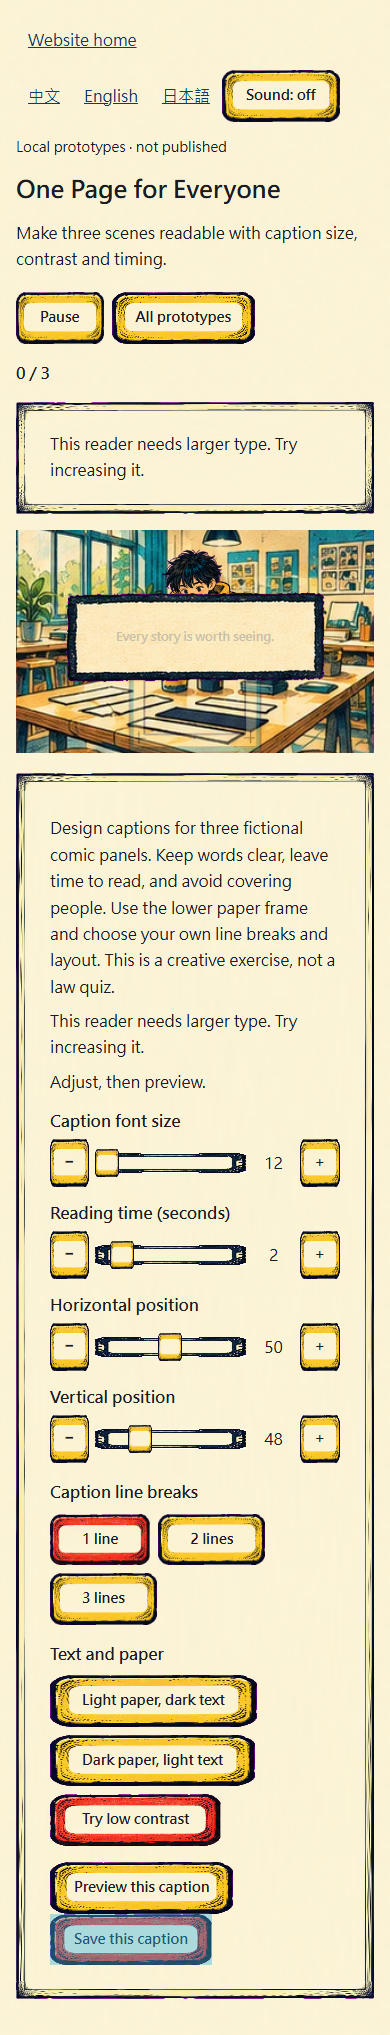 Website home
中文 English 日本語 Sound: off
Local prototypes · not published
One Page for Everyone
Make three scenes readable with caption size,
contrast and timing.
Pause All prototypes
0 / 3
This reader needs larger type. Try
increasing it.
Every story is worth seeing.
Design captions for three fictional
comic panels. Keep words clear, leave
time to read, and avoid covering
people. Use the lower paper frame
and choose your own line breaks and
layout. This is a creative exercise, not a
law quiz.
This reader needs larger type. Try
increasing it.
Adjust, then preview.
Caption font size
− 12 +
Reading time (seconds)
− 2 +
Horizontal position
− 50 +
Vertical position
− 48 +
Caption line breaks
1 line 2 lines
3 lines
Text and paper
Light paper, dark text
Dark paper, light text
Try low contrast
Preview this caption
Save this caption